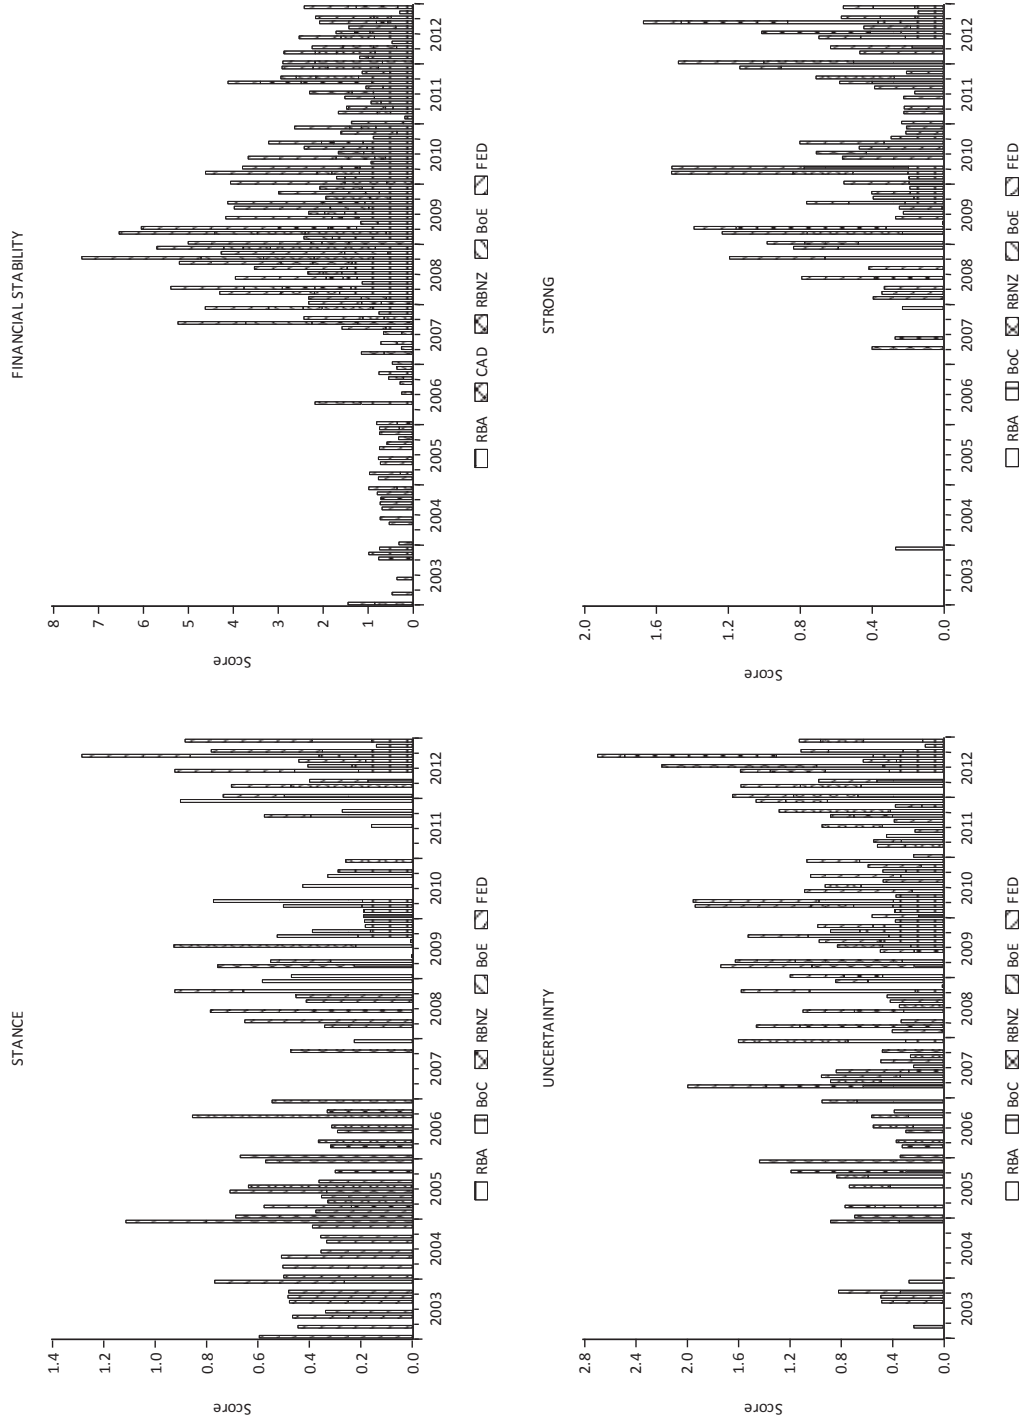 STANCE
1.4
1.2
1.0
0.8
0.6
0.4
0.2
0.0
Score
2003 2004 2005 2006 2007 2008 2009 2010 2011 2012
RBA BoC RBNZ BoE FED
FINANCIAL STABILITY
8
7
6
5
4
3
2
1
0
Score
2003 2004 2005 2006 2007 2008 2009 2010 2011 2012
RBA CAD RBNZ BoE FED
UNCERTAINTY
2.8
2.4
2.0
1.6
1.2
0.8
0.4
0.0
Score
2003 2004 2005 2006 2007 2008 2009 2010 2011 2012
RBA BoC RBNZ BoE FED
STRONG
2.0
1.6
1.2
0.8
0.4
0.0
Score
2003 2004 2005 2006 2007 2008 2009 2010 2011 2012
RBA BoC RBNZ BoE FED